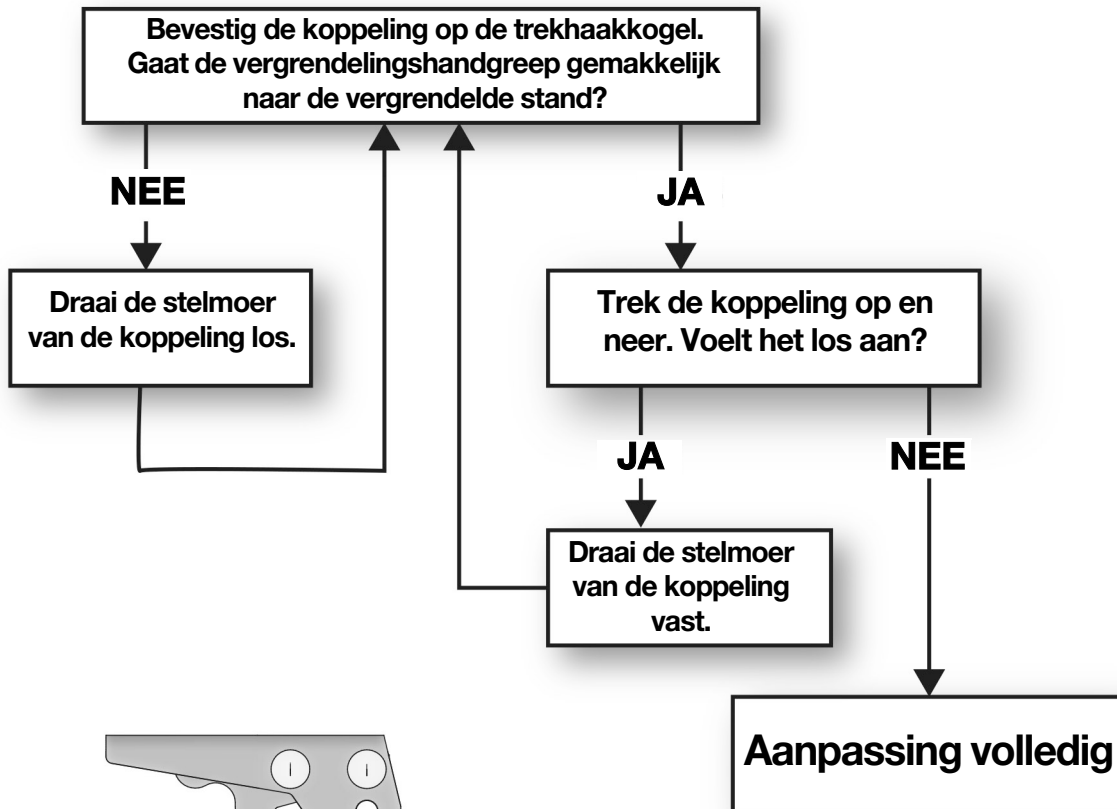 Bevestig de koppeling op de trekhaakkogel.
Gaat de vergrendelingshandgreep gemakkelijk
naar de vergrendelde stand?
NEE
JA
Draai de stelmoer
van de koppeling los.
Trek de koppeling op en
neer. Voelt het los aan?
JA
NEE
Draai de stelmoer
van de koppeling
vast.
Aanpassing volledig